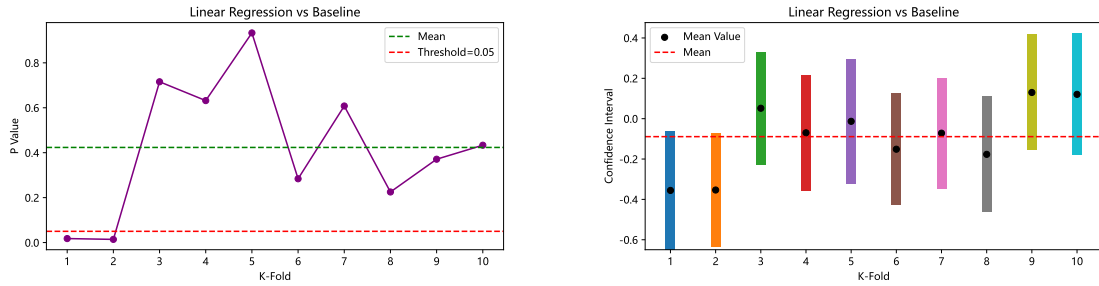 Linear Regression vs Baseline
Mean
Threshold=0.05
P Value
0.8
0.6
0.4
0.2
0.0
1 2 3 4 5 6 7 8 9 10
K-Fold
Linear Regression vs Baseline
Mean Value
Mean
Confidence Interval
0.4
0.2
0.0
-0.2
-0.4
-0.6
1 2 3 4 5 6 7 8 9 10
K-Fold